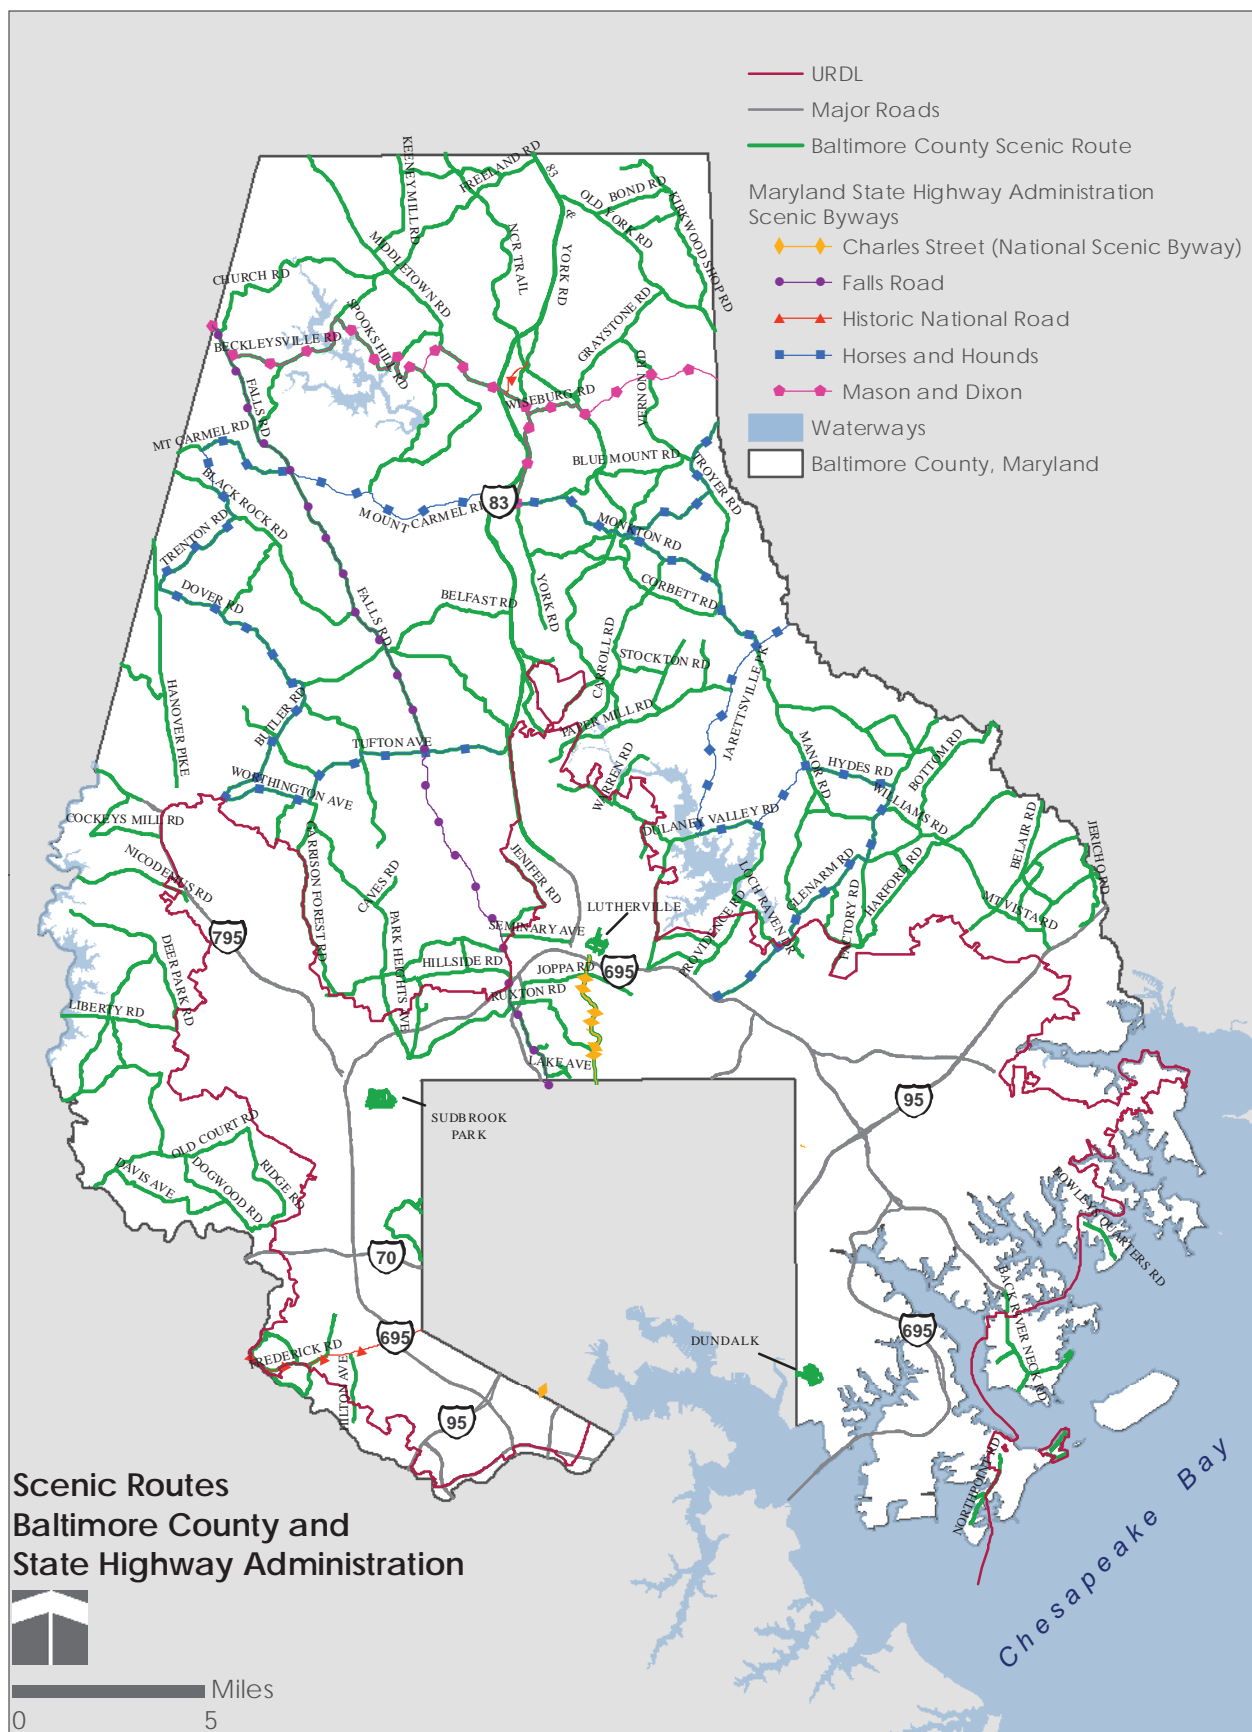 URDL
Major Roads
Baltimore County Scenic Route
Maryland State Highway Administration
Scenic Byways
Charles Street (National Scenic Byway)
Falls Road
Historic National Road
Horses and Hounds
Mason and Dixon
Waterways
Baltimore County, Maryland
KEENEY MILL RD
FREELAND RD
83
&
YORK RD
OLD YORK RD
BOND RD
KIRKWOOD SHOP RD
NCR TRAIL
MIDDLETOWN RD
CHURCH RD
SPOOKS HILL RD
BECKLEYSVILLE RD
GRAYSTONE RD
VERNON RD
WISEBURG RD
FALLS RD
MT CARMEL RD
BLUE MOUNT RD
TROYER RD
BLACK ROCK RD
MOUNT CARMEL RD
83
TRENTON RD
MONKTON RD
DOVER RD
FALLS RD
BELFAST RD
YORK RD
CORBETT RD
CARROLL RD
STOCKTON RD
JARETTSVILLE PK
HANOVER PIKE
BUTLER RD
TUFTON AVE
PAPER MILL RD
WARREN RD
MANOR RD
HYDES RD
BOTTOM RD
WORTHINGTON AVE
COCKEYS MILL RD
DULANEY VALLEY RD
WILLIAMS RD
BELAIR RD
JERICHO RD
NICODEMUS RD
GARRISON FOREST RD
CAVES RD
JENIFER RD
LOCH RAVEN DR
GLENARM RD
HARFORD RD
FACTORY RD
MT VISTA RD
PROVIDENCE RD
LUTHERVILLE
SEMINARY AVE
PARK HEIGHTS AVE
HILLSIDE RD
JOPPA RD
RUXTON RD
795
695
DEER PARK RD
LIBERTY RD
LAKE AVE
SUDBROOK
PARK
95
OLD COURT RD
DAVIS AVE
DOGWOOD RD
RIDGE RD
BOWLEYS QUARTERS RD
70
BACK RIVER NECK RD
695
695
FREDERICK RD
HILTON AVE
DUNDALK
95
NORTHPOINT RD
Chesapeake Bay
Scenic Routes
Baltimore County and
State Highway Administration
Miles
0 5